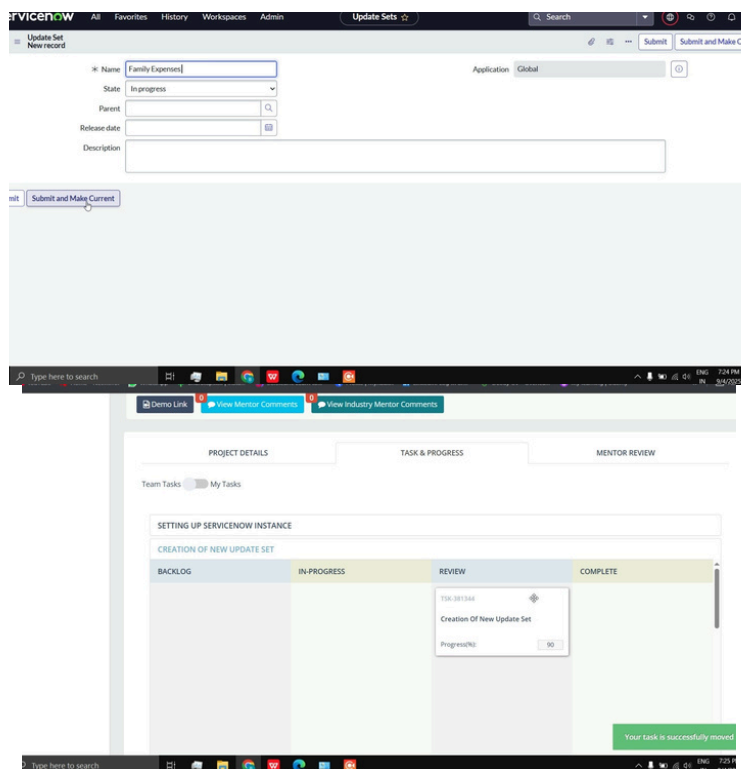 servicenow All Favorites History Workspaces Admin Update Sets Search
Update Set
New record
Submit Submit and Make C
Name Family Expenses Application Global
State In progress
Parent
Release date
Description
mit Submit and Make Current
Type here to search ENG 7:24 PM
IN 9/4/2025
Demo Link 0 View Mentor Comments 0 View Industry Mentor Comments
PROJECT DETAILS TASK & PROGRESS MENTOR REVIEW
Team Tasks My Tasks
SETTING UP SERVICENOW INSTANCE
CREATION OF NEW UPDATE SET
BACKLOG IN-PROGRESS REVIEW COMPLETE
TSK-381344
Creation Of New Update Set
Progress(%): 90
Your task is successfully moved
Type here to search ENG 7:25 P